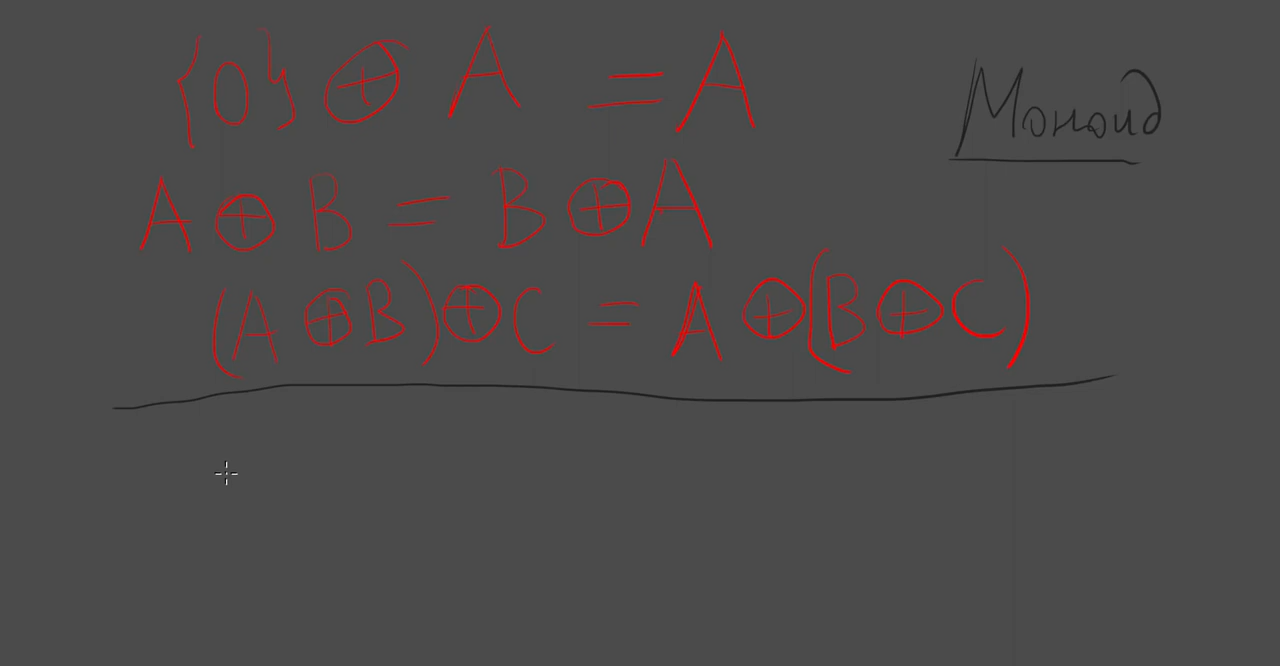 {0} ⊕ A = A
Моноид
A ⊕ B = B ⊕ A
(A ⊕ B) ⊕ C = A ⊕ (B ⊕ C)